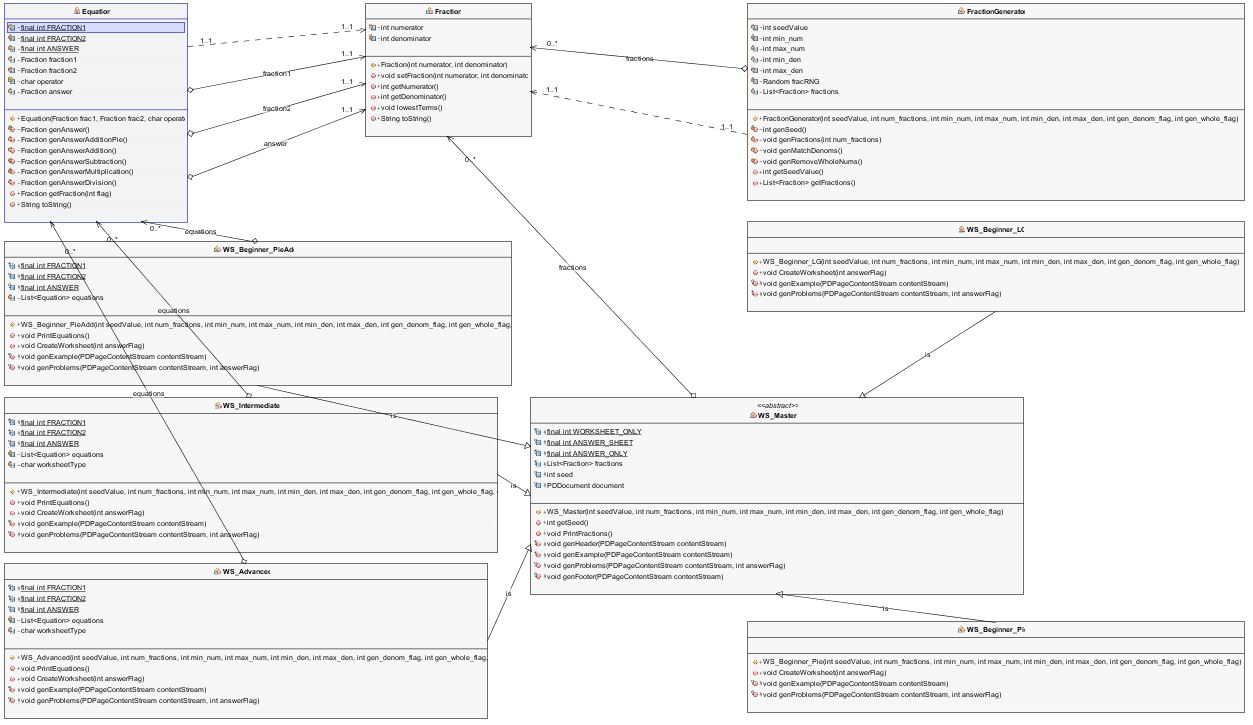 Equation
-final int FRACTION1
-final int FRACTION2
-final int ANSWER
-Fraction fraction1
-Fraction fraction2
-char operator
-Fraction answer
+Equation(Fraction frac1, Fraction frac2, char operat
-Fraction genAnswer()
-Fraction genAnswerAdditionPie()
-Fraction genAnswerAddition()
-Fraction genAnswerSubtraction()
-Fraction genAnswerMultiplication()
-Fraction genAnswerDivision()
+Fraction getFraction(int flag)
+String toString()
1..1
1..1
fraction1
1..1
fraction2
1..1
answer
Fraction
-int numerator
-int denominator
+Fraction(int numerator, int denominator)
+void setFraction(int numerator, int denominatc
+int getNumerator()
+int getDenominator()
+void lowestTerms()
+String toString()
0..*
fractions
1..1
1..1
FractionGenerato
-int seedValue
-int min_num
-int max_num
-int min_den
-int max_den
-Random fracRNG
-List<Fraction> fractions
+FractionGenerator(int seedValue, int num_fractions, int min_num, int max_num, int min_den, int max_den, int gen_denom_flag, int gen_whole_flag)
-int genSeed()
-void genFractions(int num_fractions)
-void genMatchDenoms()
-void genRemoveWholeNums()
+int getSeedValue()
+List<Fraction> getFractions()
0..*
fractions
0..*
equations
0..*
equations
0..*
equations
WS_Beginner_PieAdd
#final int FRACTION1
#final int FRACTION2
#final int ANSWER
-List<Equation> equations
+WS_Beginner_PieAdd(int seedValue, int num_fractions, int min_num, int max_num, int min_den, int max_den, int gen_denom_flag, int gen_whole_flag,
+void PrintEquations()
+void CreateWorksheet(int answerFlag)
#void genExample(PDPageContentStream contentStream)
#void genProblems(PDPageContentStream contentStream, int answerFlag)
WS_Beginner_LG
+WS_Beginner_LG(int seedValue, int num_fractions, int min_num, int max_num, int min_den, int max_den, int gen_denom_flag, int gen_whole_flag)
+void CreateWorksheet(int answerFlag)
#void genExample(PDPageContentStream contentStream)
#void genProblems(PDPageContentStream contentStream, int answerFlag)
is
is
WS_Intermediate
#final int FRACTION1
#final int FRACTION2
#final int ANSWER
-List<Equation> equations
-char worksheetType
+WS_Intermediate(int seedValue, int num_fractions, int min_num, int max_num, int min_den, int max_den, int gen_denom_flag, int gen_whole_flag,
+void PrintEquations()
+void CreateWorksheet(int answerFlag)
#void genExample(PDPageContentStream contentStream)
#void genProblems(PDPageContentStream contentStream, int answerFlag)
is
<<abstract>>
WS_Master
#final int WORKSHEET_ONLY
#final int ANSWER_SHEET
#final int ANSWER_ONLY
#List<Fraction> fractions
#int seed
#PDDocument document
+WS_Master(int seedValue, int num_fractions, int min_num, int max_num, int min_den, int max_den, int gen_denom_flag, int gen_whole_flag)
+int getSeed()
+void PrintFractions()
#void genHeader(PDPageContentStream contentStream)
#void genExample(PDPageContentStream contentStream)
#void genProblems(PDPageContentStream contentStream, int answerFlag)
#void genFooter(PDPageContentStream contentStream)
WS_Advanced
#final int FRACTION1
#final int FRACTION2
#final int ANSWER
-List<Equation> equations
-char worksheetType
+WS_Advanced(int seedValue, int num_fractions, int min_num, int max_num, int min_den, int max_den, int gen_denom_flag, int gen_whole_flag,
+void PrintEquations()
+void CreateWorksheet(int answerFlag)
#void genExample(PDPageContentStream contentStream)
#void genProblems(PDPageContentStream contentStream, int answerFlag)
is
is
WS_Beginner_Pie
+WS_Beginner_Pie(int seedValue, int num_fractions, int min_num, int max_num, int min_den, int max_den, int gen_denom_flag, int gen_whole_flag)
+void CreateWorksheet(int answerFlag)
#void genExample(PDPageContentStream contentStream)
#void genProblems(PDPageContentStream contentStream, int answerFlag)